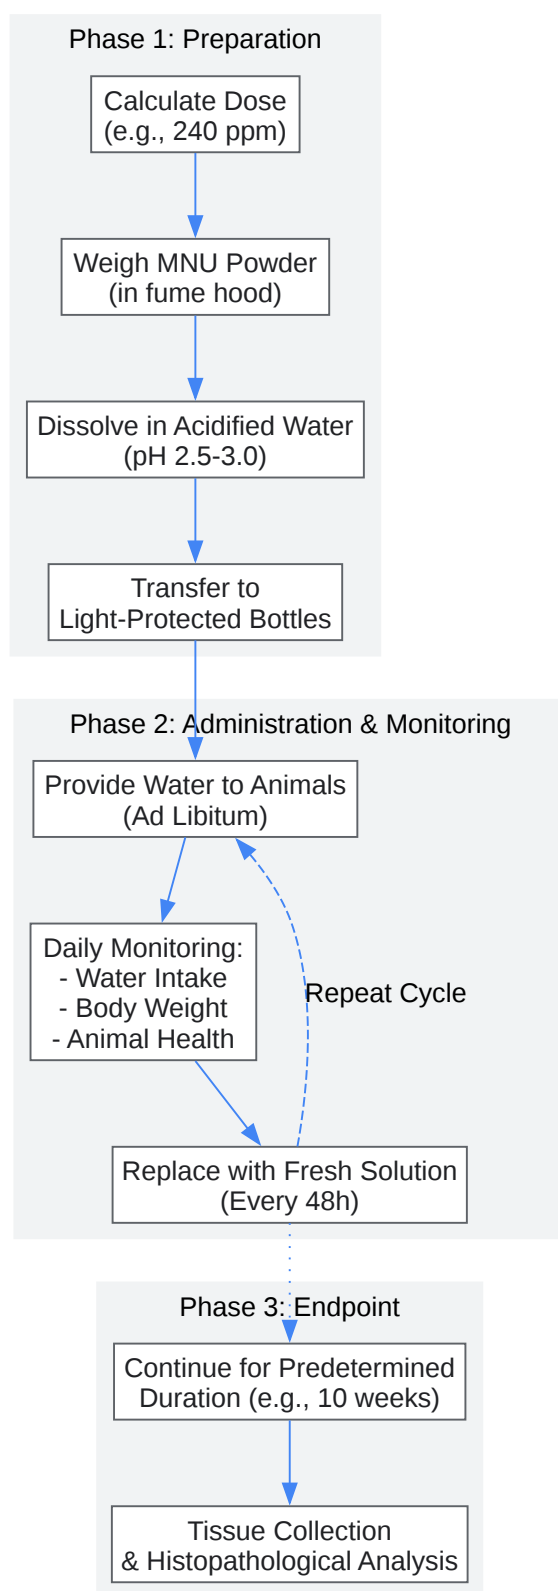 Phase 1: Preparation
Calculate Dose
(e.g., 240 ppm)
Weigh MNU Powder
(in fume hood)
Dissolve in Acidified Water
(pH 2.5-3.0)
Transfer to
Light-Protected Bottles
Phase 2: Administration & Monitoring
Provide Water to Animals
(Ad Libitum)
Daily Monitoring:
- Water Intake
- Body Weight
- Animal Health
Repeat Cycle
Replace with Fresh Solution
(Every 48h)
Phase 3: Endpoint
Continue for Predetermined
Duration (e.g., 10 weeks)
Tissue Collection
& Histopathological Analysis